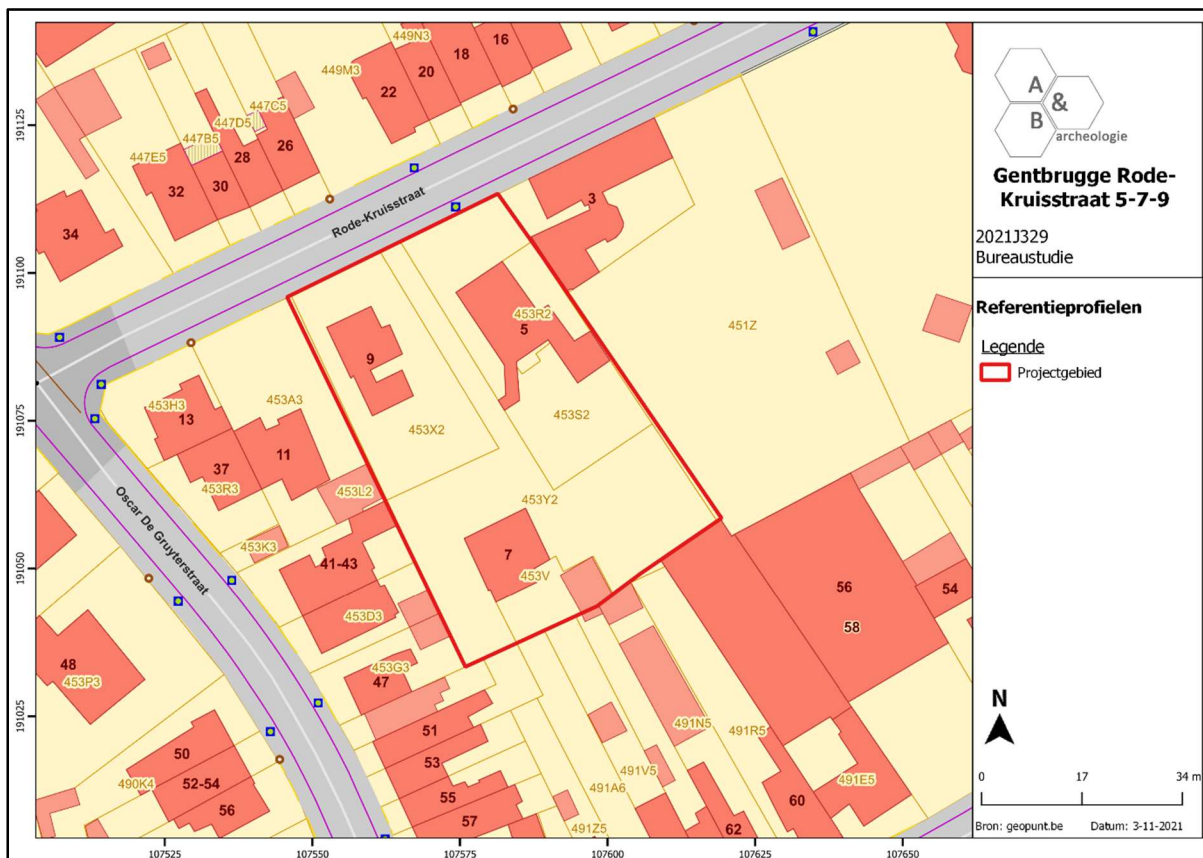 449N3
16
18
20
449M3
22
447C5
447D5
26
28
447B5
447E5
30
32
34
Rode-Kruisstraat
3
453R2
5
451Z
9
453S2
453X2
453H3
453A3
13
11
37
453R3
453L2
453Y2
453K3
Oscar De Gruyterstraat
41-43
7
453V
453D3
56
54
58
48
453P3
453G3
47
51
50
53
491N5
491R5
490K4
52-54
55
491V5
491E5
56
57
491A6
60
491Z5
62
191125
191100
191075
191050
191025
107525
107550
107575
107600
107625
107650
A
&
B
archeologie
Gentbrugge Rode-
Kruisstraat 5-7-9
2021J329
Bureaustudie
Referentieprofielen
Legende
Projectgebied
N
0 17 34 m
Bron: geopunt.be Datum: 3-11-2021